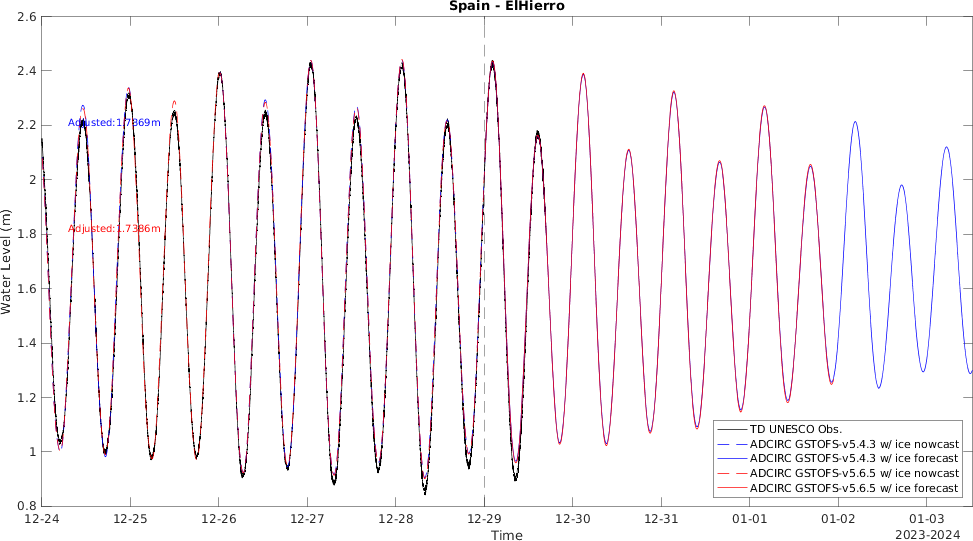 Spain - ElHierro
2.6
2.4
2.2
2
1.8
1.6
1.4
1.2
1
0.8
Water Level (m)
Adjusted:1.7369m
Adjusted:1.7386m
TD UNESCO Obs.
ADCIRC GSTOFS-v5.4.3 w/ ice nowcast
ADCIRC GSTOFS-v5.4.3 w/ ice forecast
ADCIRC GSTOFS-v5.6.5 w/ ice nowcast
ADCIRC GSTOFS-v5.6.5 w/ ice forecast
12-24 12-25 12-26 12-27 12-28 12-29 12-30 12-31 01-01 01-02 01-03
Time
2023-2024